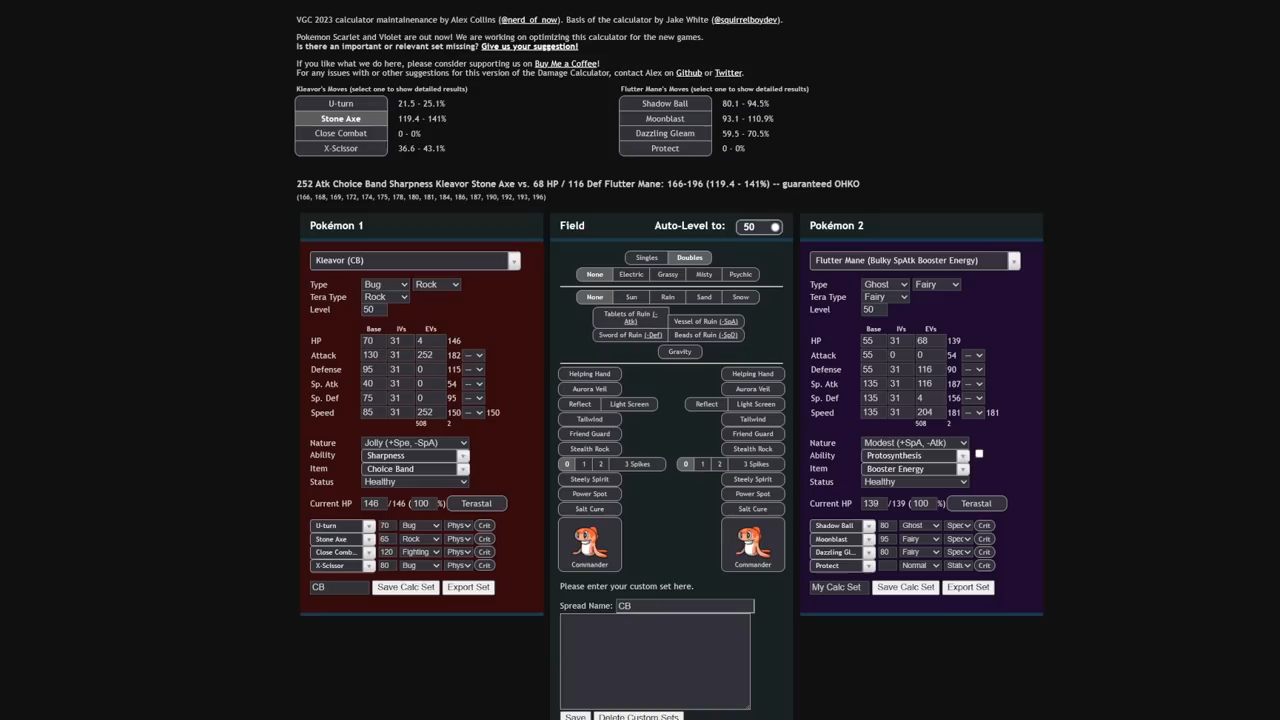 VGC 2023 calculator maintainenance by Alex Collins (@nerd_of_now). Basis of the calculator by Jake White (@squirrelboydev).
Pokemon Scarlet and Violet are out now! We are working on optimizing this calculator for the new games.
Is there an important or relevant set missing? Give us your suggestion!
If you like what we do here, please consider supporting us on Buy Me a Coffee!
For any issues with or other suggestions for this version of the Damage Calculator, contact Alex on Github or Twitter.
Kleavor's Moves (select one to show detailed results)
U-turn 21.5 - 25.1%
Stone Axe 119.4 - 141%
Close Combat 0 - 0%
X-Scissor 36.6 - 43.1%
Flutter Mane's Moves (select one to show detailed results)
Shadow Ball 80.1 - 94.5%
Moonblast 93.1 - 110.9%
Dazzling Gleam 59.5 - 70.5%
Protect 0 - 0%
252 Atk Choice Band Sharpness Kleavor Stone Axe vs. 68 HP / 116 Def Flutter Mane: 166-196 (119.4 - 141%) -- guaranteed OHKO
(166, 168, 169, 172, 174, 175, 178, 180, 181, 184, 186, 187, 190, 192, 193, 196)
Pokémon 1
Kleavor (CB)
Type Bug Rock
Tera Type Rock
Level 50
Base IVs EVs
HP 70 31 4 146
Attack 130 31 252 182 --
Defense 95 31 0 115 --
Sp. Atk 40 31 0 54 --
Sp. Def 75 31 0 95 --
Speed 85 31 252 150 -- 150
508 2
Nature Jolly (+Spe, -SpA)
Ability Sharpness
Item Choice Band
Status Healthy
Current HP 146 /146 (100 %) Terastal
U-turn 70 Bug Phys Crit
Stone Axe 65 Rock Phys Crit
Close Comb... 120 Fighting Phys Crit
X-Scissor 80 Bug Phys Crit
CB Save Calc Set Export Set
Field Auto-Level to: 50
Singles Doubles
None Electric Grassy Misty Psychic
None Sun Rain Sand Snow
Tablets of Ruin (-Atk) Vessel of Ruin (-SpA)
Sword of Ruin (-Def) Beads of Ruin (-SpD)
Gravity
Helping Hand Helping Hand
Aurora Veil Aurora Veil
Reflect Light Screen Reflect Light Screen
Tailwind Tailwind
Friend Guard Friend Guard
Stealth Rock Stealth Rock
0 1 2 3 Spikes 0 1 2 3 Spikes
Steely Spirit Steely Spirit
Power Spot Power Spot
Salt Cure Salt Cure
Commander Commander
Please enter your custom set here.
Spread Name: CB
Save Delete Custom Sets
Pokémon 2
Flutter Mane (Bulky SpAtk Booster Energy)
Type Ghost Fairy
Tera Type Fairy
Level 50
Base IVs EVs
HP 55 31 68 139
Attack 55 0 0 54 --
Defense 55 31 116 90 --
Sp. Atk 135 31 116 187 --
Sp. Def 135 31 4 156 --
Speed 135 31 204 181 -- 181
508 2
Nature Modest (+SpA, -Atk)
Ability Protosynthesis
Item Booster Energy
Status Healthy
Current HP 139 /139 (100 %) Terastal
Shadow Ball 80 Ghost Spec Crit
Moonblast 95 Fairy Spec Crit
Dazzling Gl... 80 Fairy Spec Crit
Protect Normal Statu Crit
My Calc Set Save Calc Set Export Set